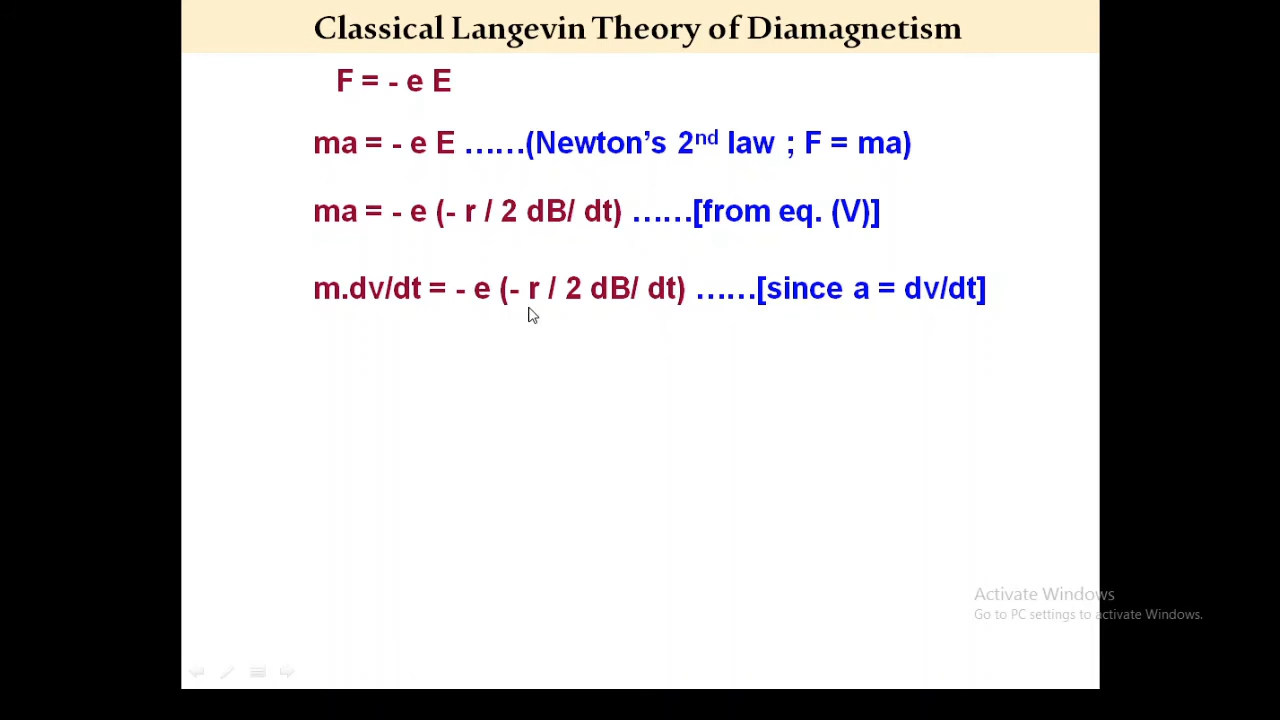 Classical Langevin Theory of Diamagnetism
F = - e E
ma = - e E ……(Newton’s 2nd law ; F = ma)
ma = - e (- r / 2 dB/ dt) ……[from eq. (V)]
m.dv/dt = - e (- r / 2 dB/ dt) ……[since a = dv/dt]
Activate Windows
Go to PC settings to activate Windows.